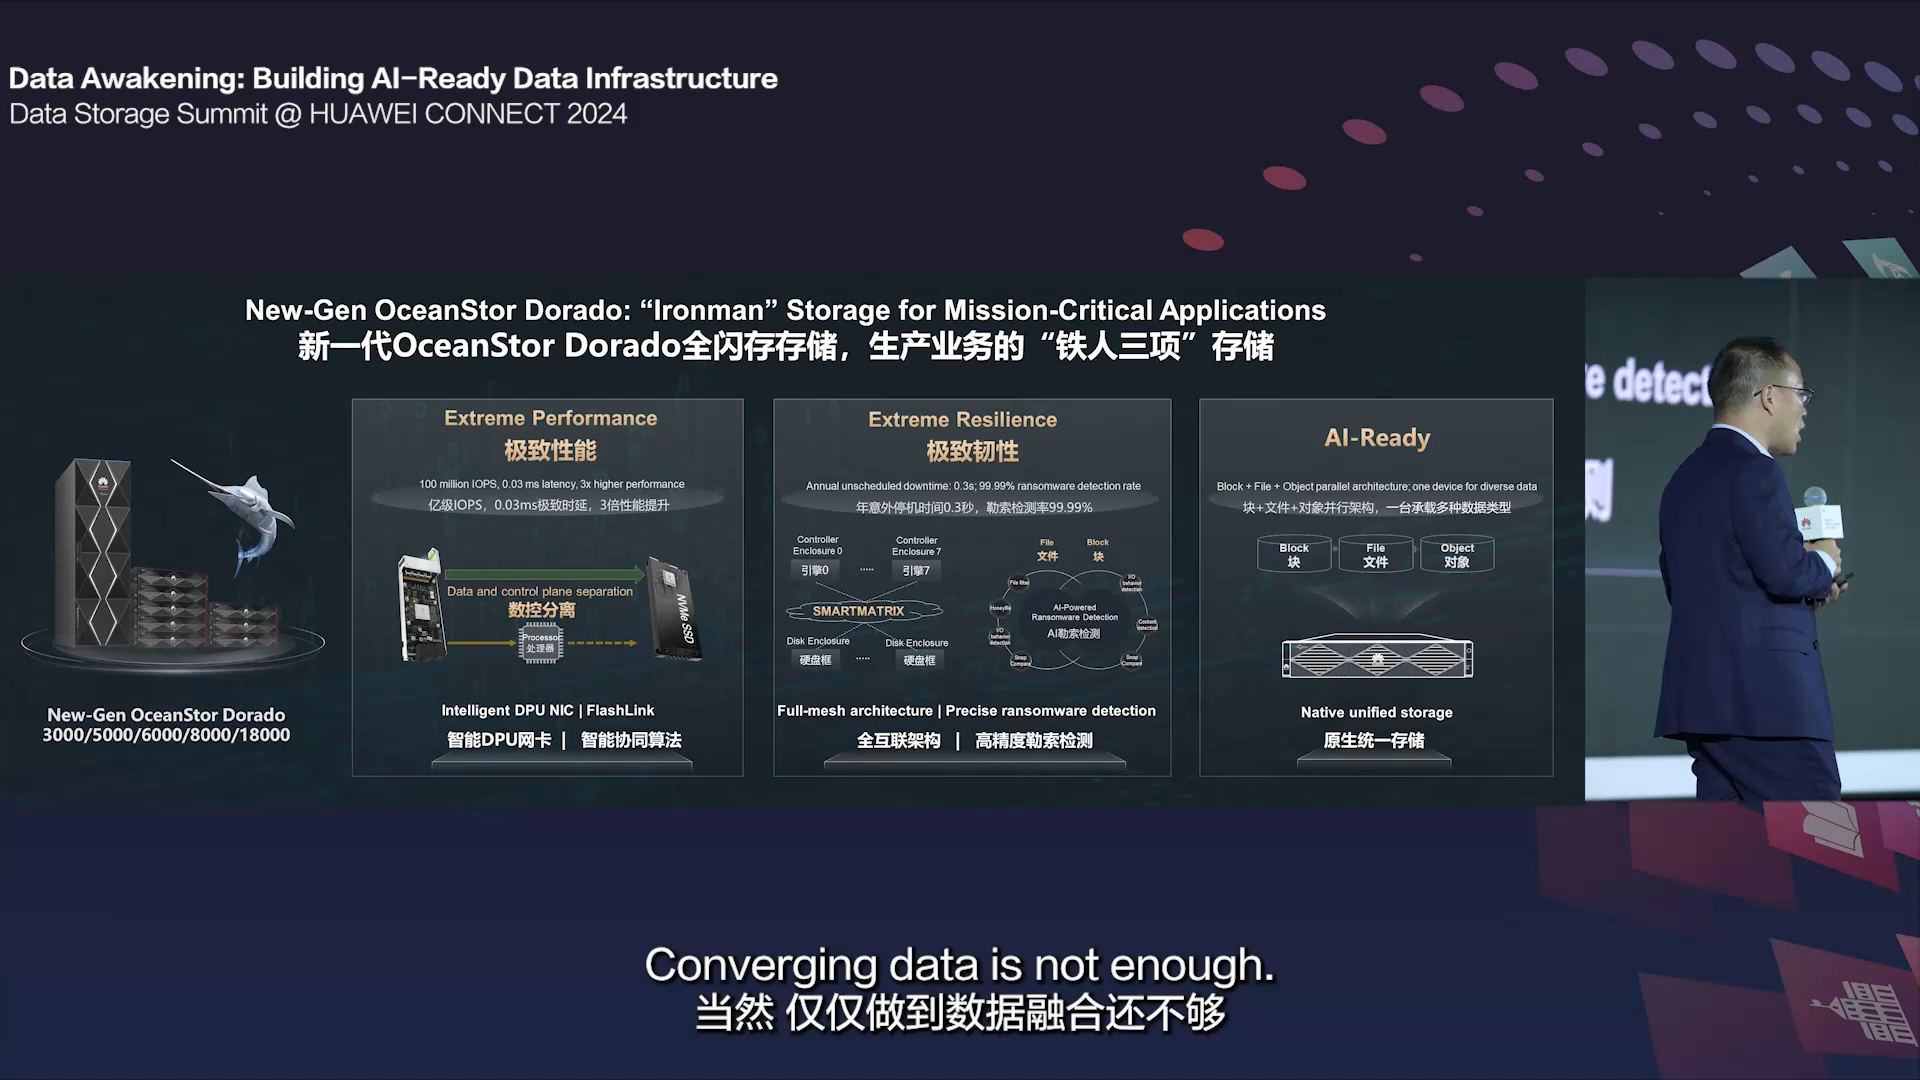 Data Awakening: Building AI-Ready Data Infrastructure
Data Storage Summit @ HUAWEI CONNECT 2024
New-Gen OceanStor Dorado: “Ironman” Storage for Mission-Critical Applications
新一代OceanStor Dorado全闪存存储，生产业务的“铁人三项”存储
New-Gen OceanStor Dorado
3000/5000/6000/8000/18000
Extreme Performance
极致性能
100 million IOPS, 0.03 ms latency, 3x higher performance
亿级IOPS，0.03ms极致时延，3倍性能提升
Data and control plane separation
数控分离
Processor
处理器
NVMe SSD
Intelligent DPU NIC | FlashLink
智能DPU网卡 | 智能协同算法
Extreme Resilience
极致韧性
Annual unscheduled downtime: 0.3s; 99.99% ransomware detection rate
年意外停机时间0.3秒，勒索检测率99.99%
Controller
Enclosure 0
引擎0
.....
Controller
Enclosure 7
引擎7
SMARTMATRIX
Disk Enclosure
硬盘框
.....
Disk Enclosure
硬盘框
File
文件
Block
块
File filter
I/O
behavior
detection
Content
detection
Snap
Compare
I/O
behavior
detection
Snap
Compare
AI-Powered
Ransomware Detection
AI勒索检测
Full-mesh architecture | Precise ransomware detection
全互联架构 | 高精度勒索检测
AI-Ready
Block + File + Object parallel architecture; one device for diverse data
块+文件+对象并行架构，一台承载多种数据类型
Block
块
File
文件
Object
对象
Native unified storage
原生统一存储
e detect
Converging data is not enough.
当然 仅仅做到数据融合还不够